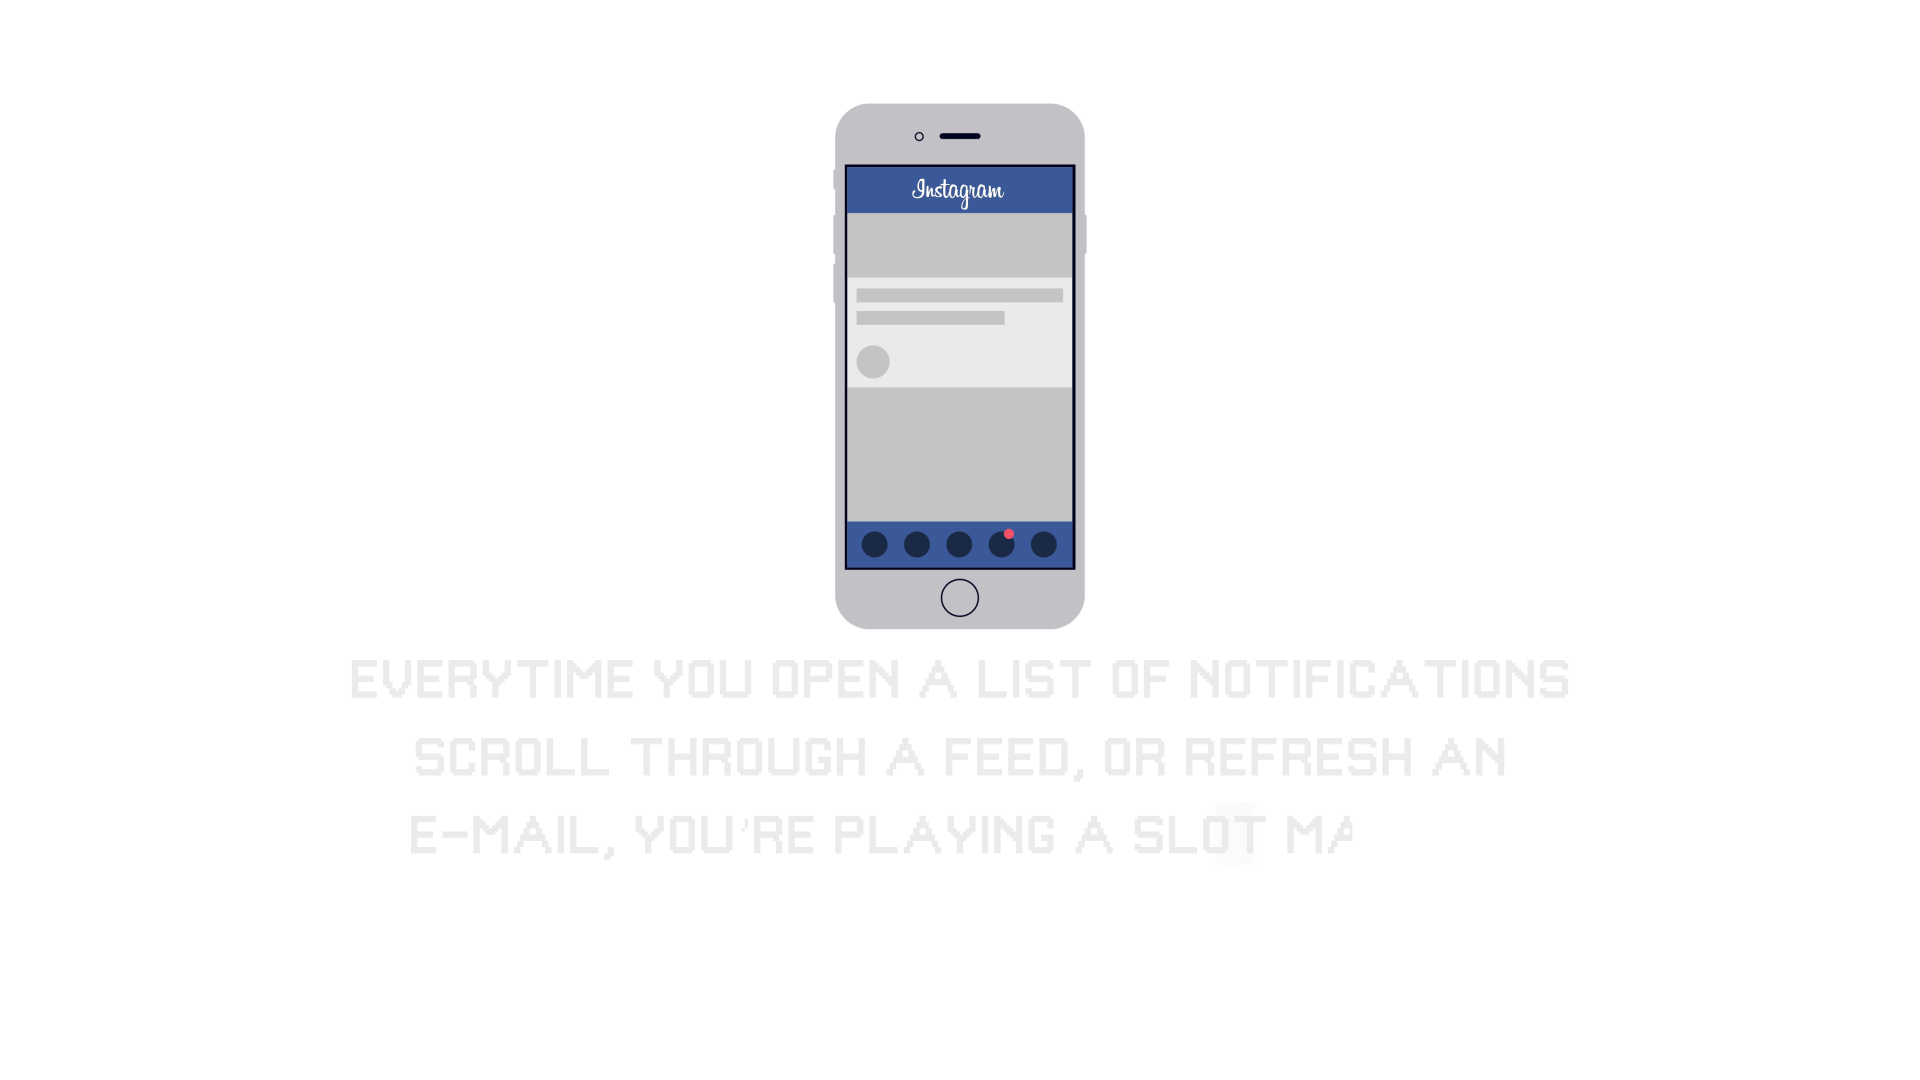 Instagram
EVERYTIME YOU OPEN A LIST OF NOTIFICATIONS
SCROLL THROUGH A FEED, OR REFRESH AN
E-MAIL, YOU'RE PLAYING A SLOT MA